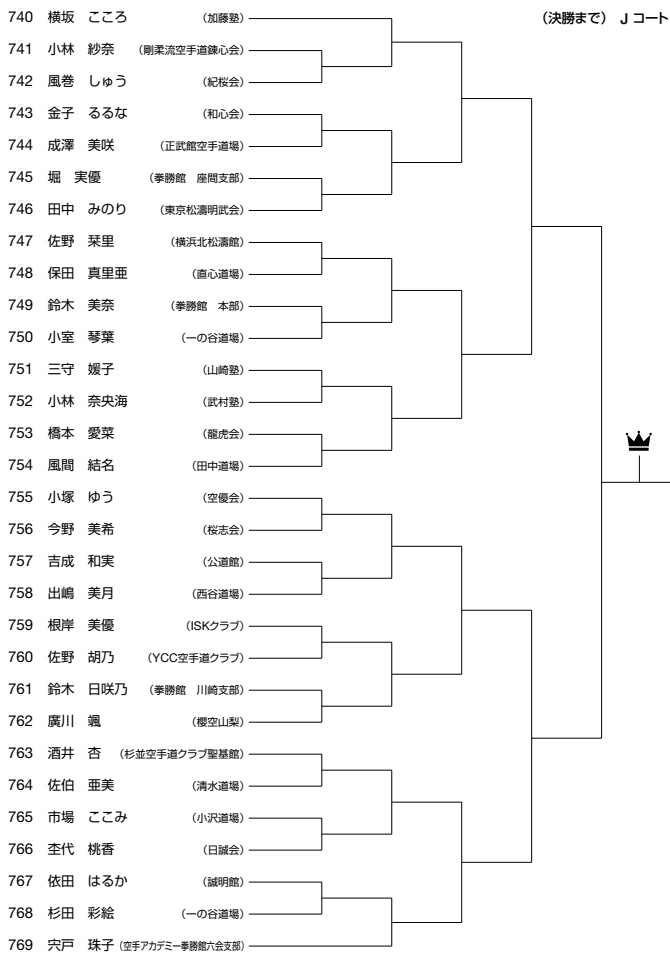 (決勝まで) Jコート
740 横坂 こころ (加藤塾)
741 小林 紗奈 (剛柔流空手道錬心会)
742 風巻 しゅう (紀桜会)
743 金子 るるな (和心会)
744 成澤 美咲 (正武館空手道場)
745 堀 実優 (拳勝館 座間支部)
746 田中 みのり (東京松濤明武会)
747 佐野 栞里 (横浜北松濤館)
748 保田 真里亜 (直心道場)
749 鈴木 美奈 (拳勝館 本部)
750 小室 琴葉 (一の谷道場)
751 三守 媛子 (山崎塾)
752 小林 奈央海 (武村塾)
753 橋本 愛菜 (龍虎会)
754 風間 結名 (田中道場)
755 小塚 ゆう (空優会)
756 今野 美希 (桜志会)
757 吉成 和実 (公道館)
758 出嶋 美月 (西谷道場)
759 根岸 美優 (ISKクラブ)
760 佐野 胡乃 (YCC空手道クラブ)
761 鈴木 日咲乃 (拳勝館 川崎支部)
762 廣川 颯 (櫻空山梨)
763 酒井 杏 (杉並空手道クラブ聖基館)
764 佐伯 亜美 (清水道場)
765 市場 ここみ (小沢道場)
766 杢代 桃香 (日誠会)
767 依田 はるか (誠明館)
768 杉田 彩絵 (一の谷道場)
769 宍戸 珠子 (空手アカデミー拳勝館六会支部)